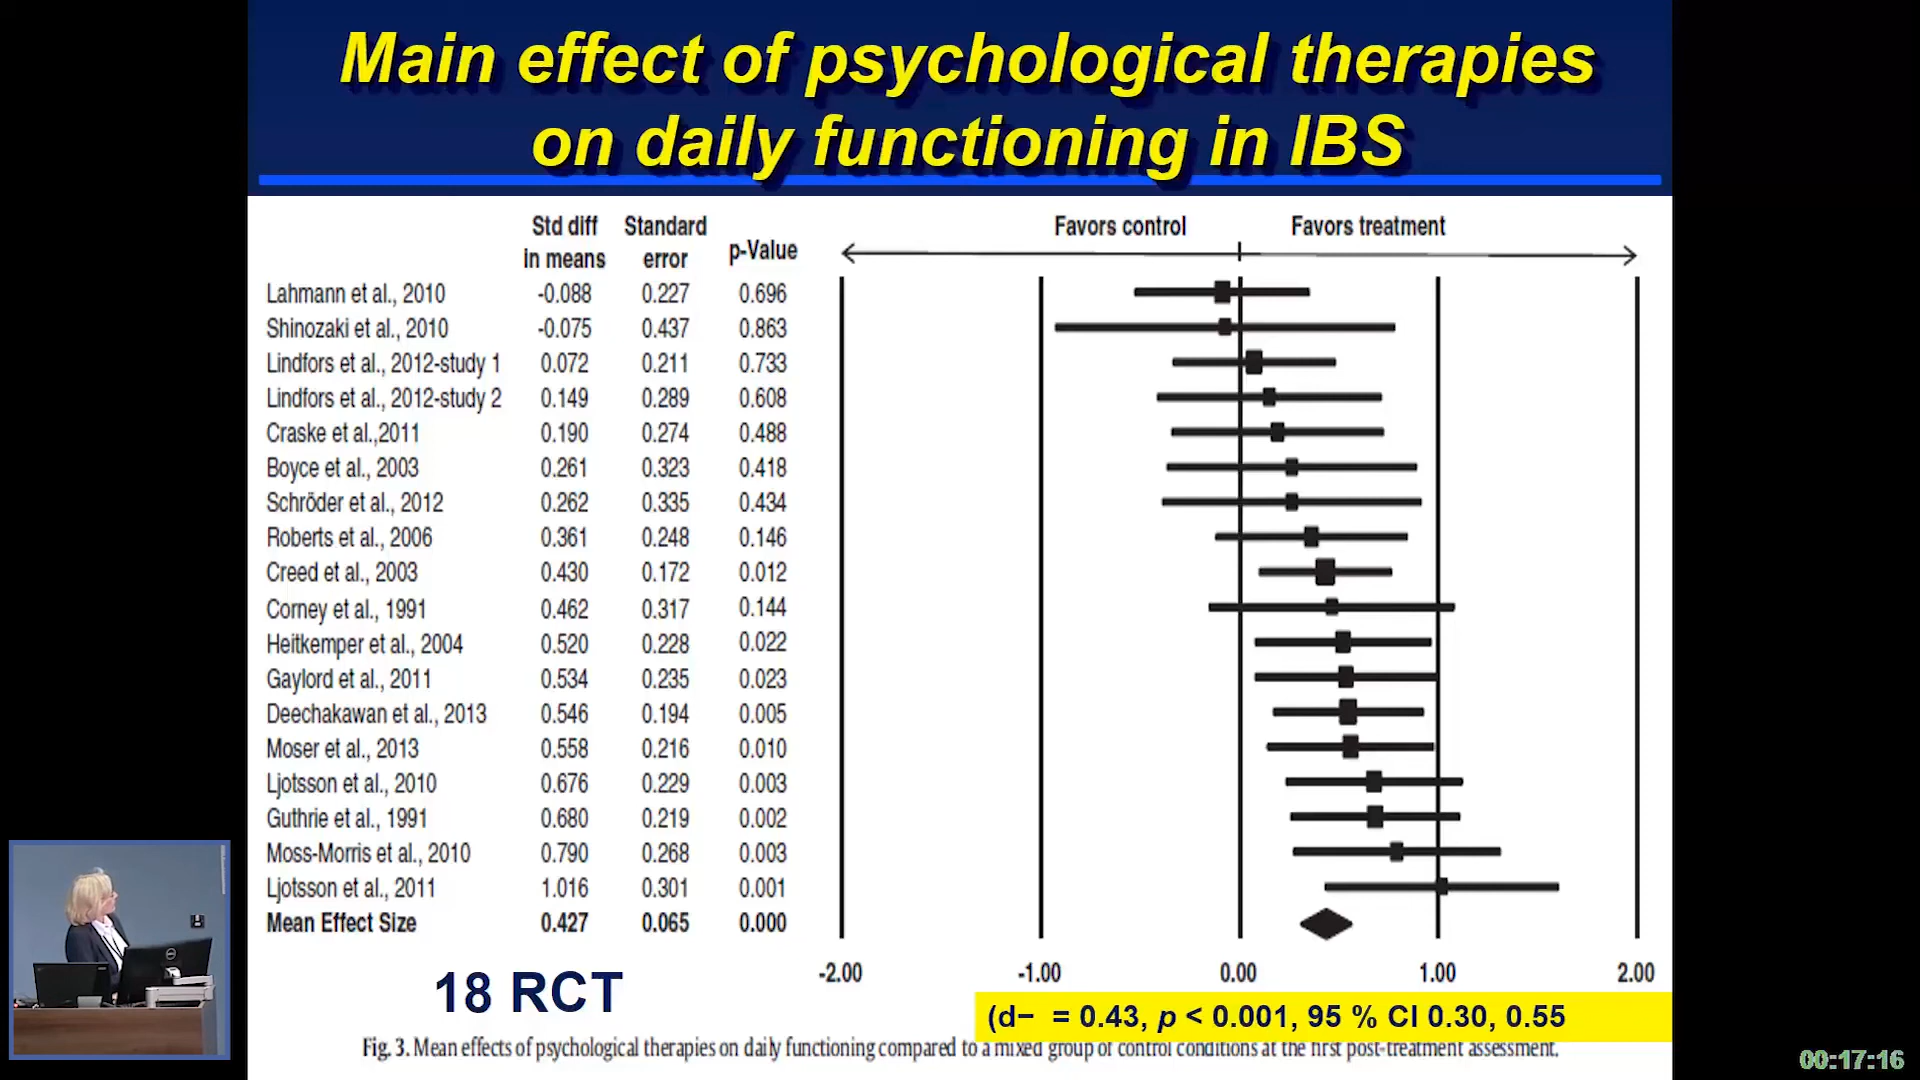 Main effect of psychological therapies
on daily functioning in IBS
Std diff in means Standard error p-Value Favors control Favors treatment
Lahmann et al., 2010 -0.088 0.227 0.696
Shinozaki et al., 2010 -0.075 0.437 0.863
Lindfors et al., 2012-study 1 0.072 0.211 0.733
Lindfors et al., 2012-study 2 0.149 0.289 0.608
Craske et al.,2011 0.190 0.274 0.488
Boyce et al., 2003 0.261 0.323 0.418
Schröder et al., 2012 0.262 0.335 0.434
Roberts et al., 2006 0.361 0.248 0.146
Creed et al., 2003 0.430 0.172 0.012
Corney et al., 1991 0.462 0.317 0.144
Heitkemper et al., 2004 0.520 0.228 0.022
Gaylord et al., 2011 0.534 0.235 0.023
Deechakawan et al., 2013 0.546 0.194 0.005
Moser et al., 2013 0.558 0.216 0.010
Ljotsson et al., 2010 0.676 0.229 0.003
Guthrie et al., 1991 0.680 0.219 0.002
Moss-Morris et al., 2010 0.790 0.268 0.003
Ljotsson et al., 2011 1.016 0.301 0.001
Mean Effect Size 0.427 0.065 0.000
-2.00 -1.00 0.00 1.00 2.00
18 RCT
(d− = 0.43, p < 0.001, 95 % CI 0.30, 0.55
Fig. 3. Mean effects of psychological therapies on daily functioning compared to a mixed group of control conditions at the first post-treatment assessment.
00:17:16